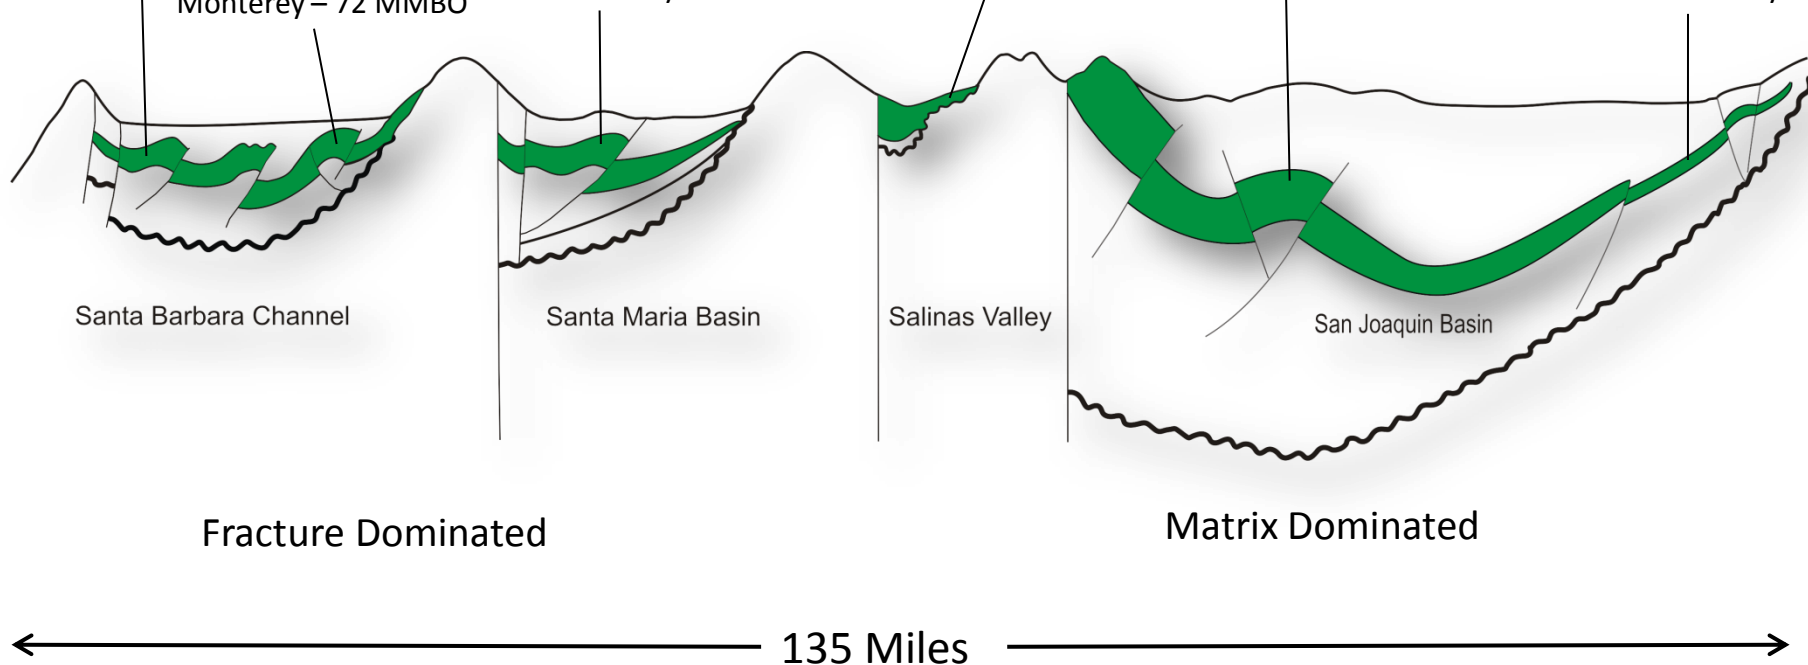 Monterey – 72 MMBO
Santa Barbara Channel
Santa Maria Basin
Salinas Valley
San Joaquin Basin
Fracture Dominated
Matrix Dominated
135 Miles